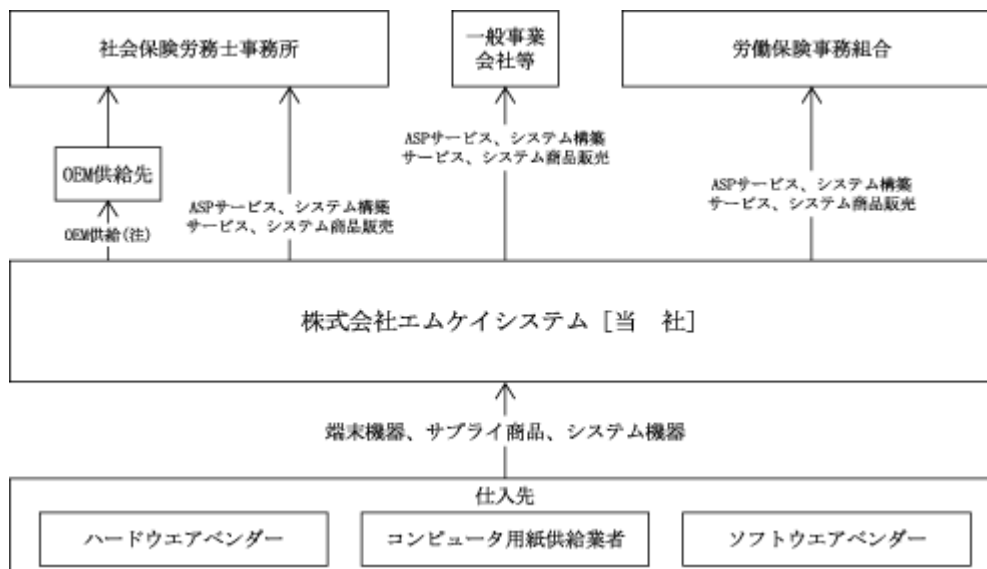 社会保険労務士事務所
一般事業
会社等
労働保険事務組合
ASPサービス、システム構築
サービス、システム商品販売
OEM供給先
ASPサービス、システム構築
サービス、システム商品販売
ASPサービス、システム構築
サービス、システム商品販売
OEM供給(注)
株式会社エムケイシステム［当　社］
端末機器、サプライ商品、システム機器
仕入先
ハードウエアベンダー
コンピュータ用紙供給業者
ソフトウエアベンダー